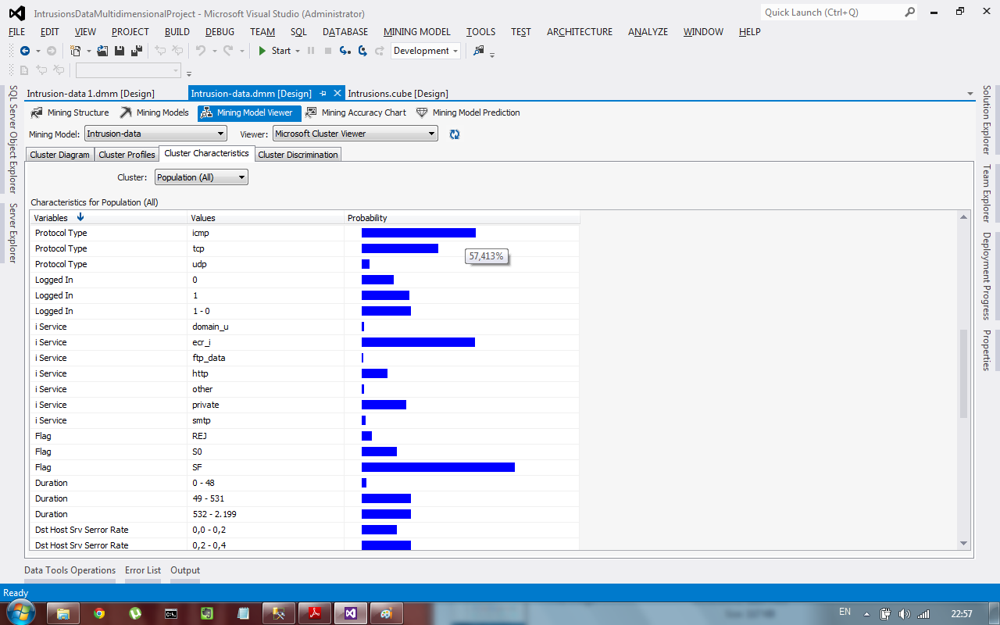 IntrusionsDataMultidimensionalProject - Microsoft Visual Studio (Administrator)
Quick Launch (Ctrl+Q)
FILE EDIT VIEW PROJECT BUILD DEBUG TEAM SQL DATABASE MINING MODEL TOOLS TEST ARCHITECTURE ANALYZE WINDOW HELP
Start Development
Intrusion-data 1.dmm [Design] Intrusion-data.dmm [Design] Intrusions.cube [Design]
Mining Structure Mining Models Mining Model Viewer Mining Accuracy Chart Mining Model Prediction
Mining Model: Intrusion-data Viewer: Microsoft Cluster Viewer
Cluster Diagram Cluster Profiles Cluster Characteristics Cluster Discrimination
Cluster: Population (All)
Characteristics for Population (All)
Variables Values Probability
Protocol Type icmp
Protocol Type tcp
57,413%
Protocol Type udp
Logged In 0
Logged In 1
Logged In 1 - 0
i Service domain_u
i Service ecr_i
i Service ftp_data
i Service http
i Service other
i Service private
i Service smtp
Flag REJ
Flag S0
Flag SF
Duration 0 - 48
Duration 49 - 531
Duration 532 - 2.199
Dst Host Srv Serror Rate 0,0 - 0,2
Dst Host Srv Serror Rate 0,2 - 0,4
SQL Server Object Explorer
Server Explorer
Solution Explorer
Team Explorer
Deployment Progress
Properties
Data Tools Operations Error List Output
Ready
EN 22:57